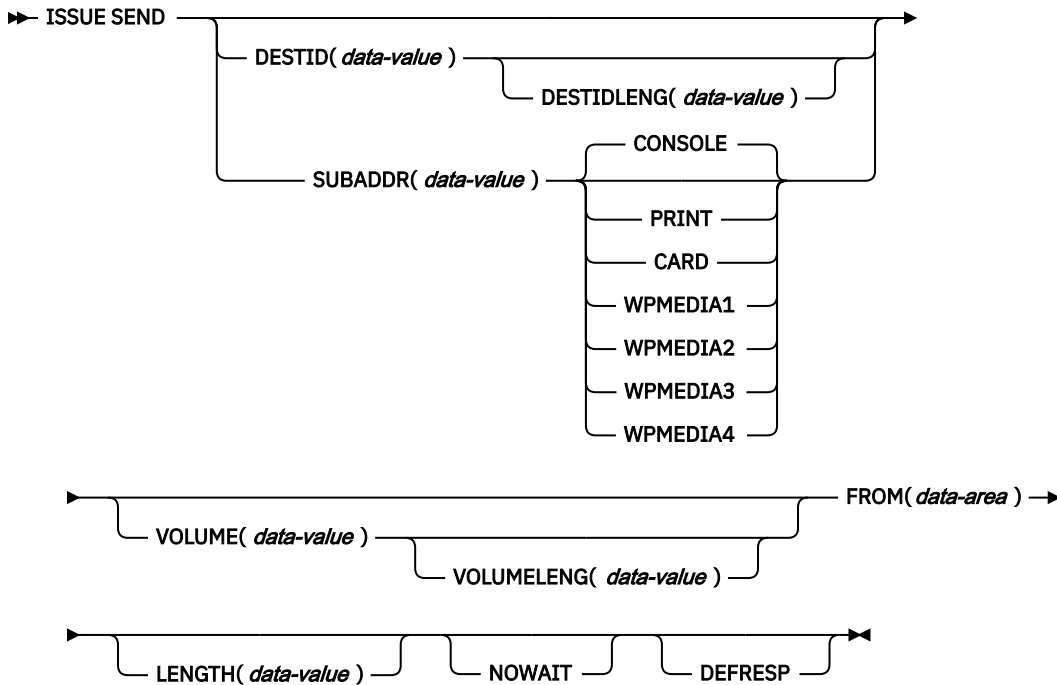 ISSUE SEND
DESTID( data-value )
DESTIDLENG( data-value )
SUBADDR( data-value )
CONSOLE
PRINT
CARD
WPMEDIA1
WPMEDIA2
WPMEDIA3
WPMEDIA4
VOLUME( data-value )
VOLUMELENG( data-value )
FROM( data-area )
LENGTH( data-value )
NOWAIT
DEFRESP